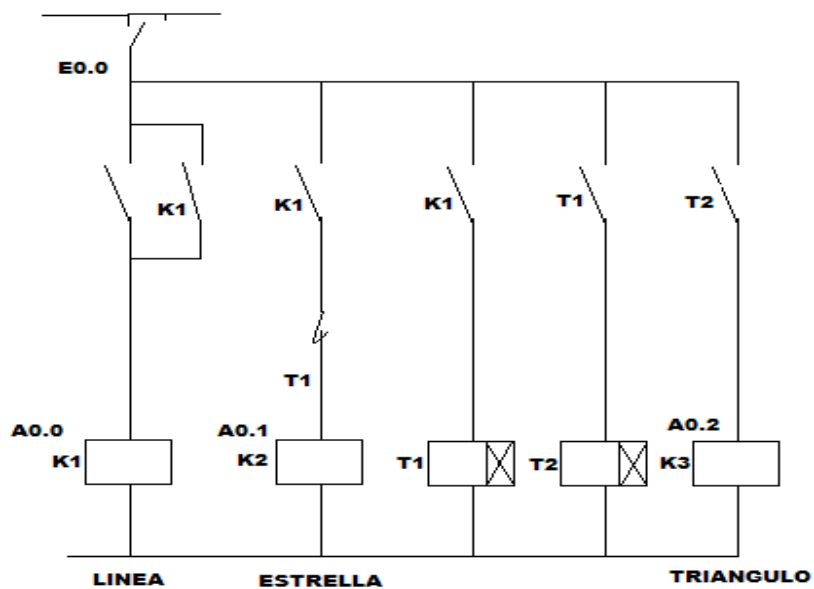 E0.0
K1
K1
K1
T1
T2
T1
A0.0
A0.1
A0.2
K1
K2
T1
T2
K3
LINEA
ESTRELLA
TRIANGULO